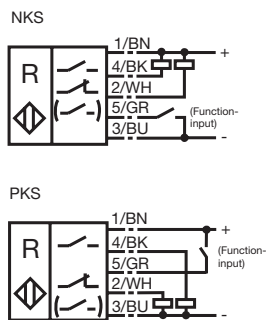 NKS
1/BN
+
4/BK
R
2/WH
5/GR
(Function-
input)
3/BU
-
PKS
1/BN
+
4/BK
R
(Function-
input)
5/GR
2/WH
3/BU
-